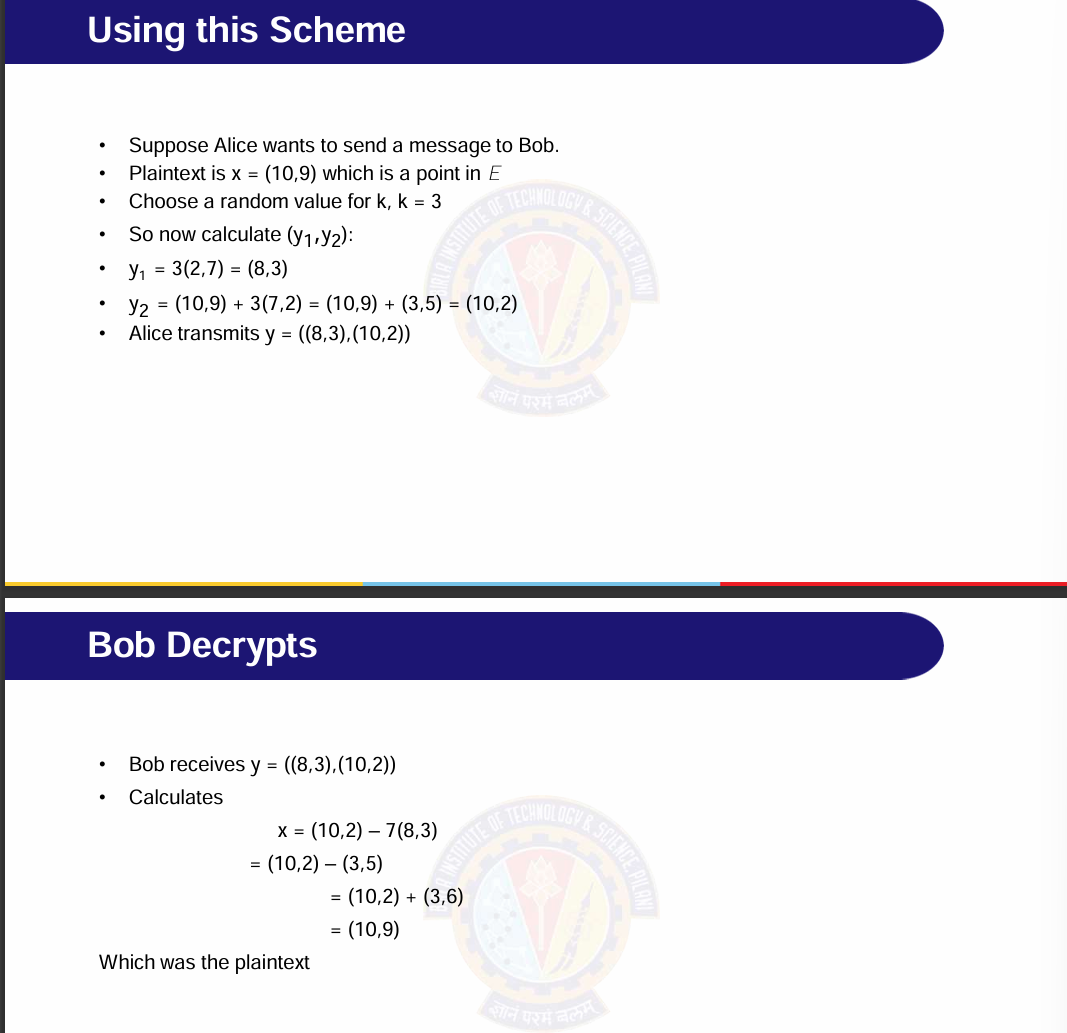 Using this Scheme
• Suppose Alice wants to send a message to Bob.
• Plaintext is x = (10,9) which is a point in E
• Choose a random value for k, k = 3
• So now calculate (y₁,y₂):
• y₁ = 3(2,7) = (8,3)
• y₂ = (10,9) + 3(7,2) = (10,9) + (3,5) = (10,2)
• Alice transmits y = ((8,3),(10,2))
BIRLA INSTITUTE OF TECHNOLOGY & SCIENCE, PILANI
ज्ञानं परमं बलम्
Bob Decrypts
• Bob receives y = ((8,3),(10,2))
• Calculates
x = (10,2) – 7(8,3)
= (10,2) – (3,5)
= (10,2) + (3,6)
= (10,9)
Which was the plaintext
BIRLA INSTITUTE OF TECHNOLOGY & SCIENCE, PILANI
ज्ञानं परमं बलम्